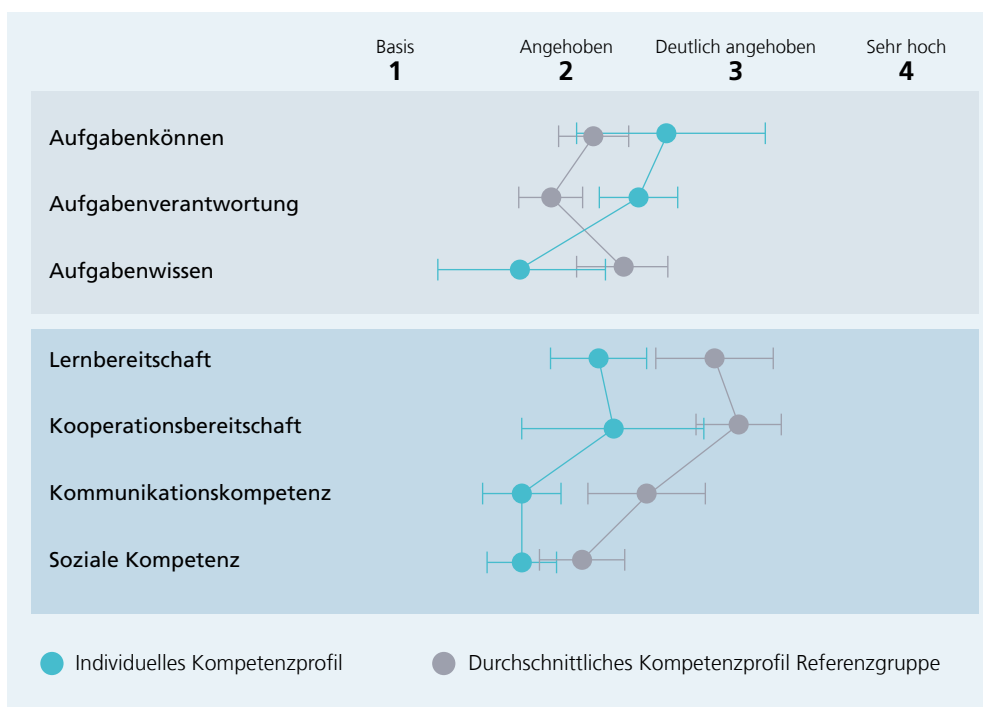 Basis Angehoben Deutlich angehoben Sehr hoch
1 2 3 4
Aufgabenkönnen
Aufgabenverantwortung
Aufgabenwissen
Lernbereitschaft
Kooperationsbereitschaft
Kommunikationskompetenz
Soziale Kompetenz
Individuelles Kompetenzprofil Durchschnittliches Kompetenzprofil Referenzgruppe